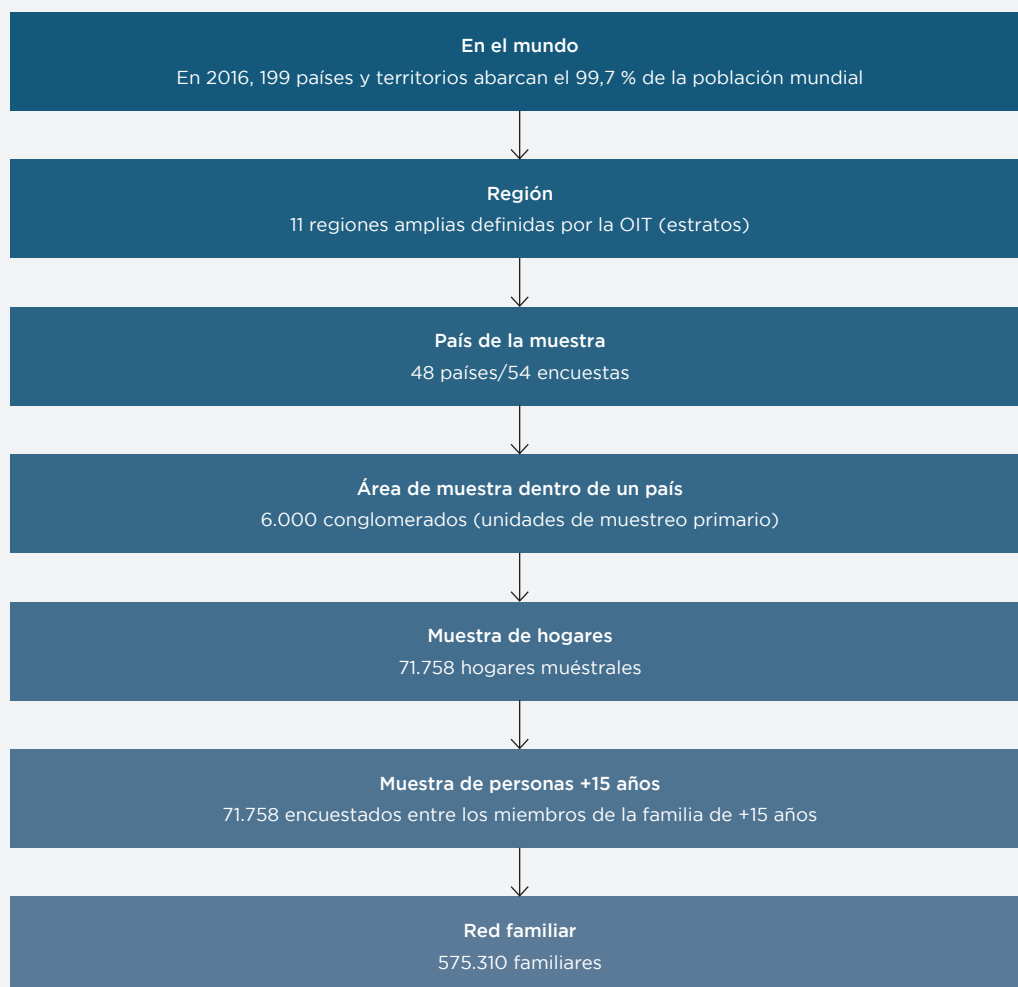 En el mundo
En 2016, 199 países y territorios abarcan el 99,7 % de la población mundial
Región
11 regiones amplias definidas por la OIT (estratos)
País de la muestra
48 países/54 encuestas
Área de muestra dentro de un país
6.000 conglomerados (unidades de muestreo primario)
Muestra de hogares
71.758 hogares muéstrales
Muestra de personas +15 años
71.758 encuestados entre los miembros de la familia de +15 años
Red familiar
575.310 familiares